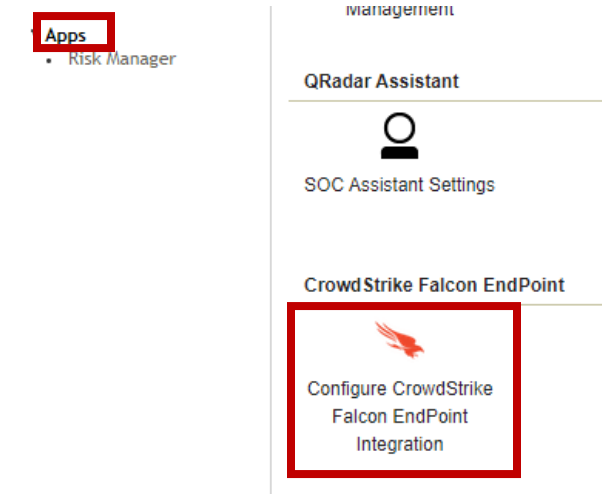 Apps
• Risk Manager
Management
QRadar Assistant
SOC Assistant Settings
CrowdStrike Falcon EndPoint
Configure CrowdStrike
Falcon EndPoint
Integration